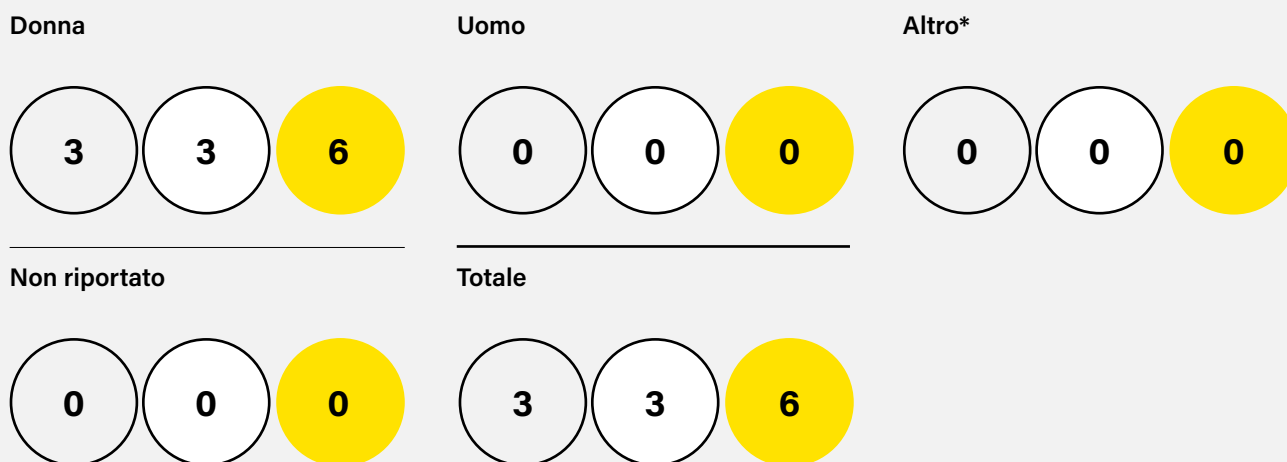 Donna Uomo Altro*
3 3 6 0 0 0 0 0 0
Non riportato Totale
0 0 0 3 3 6